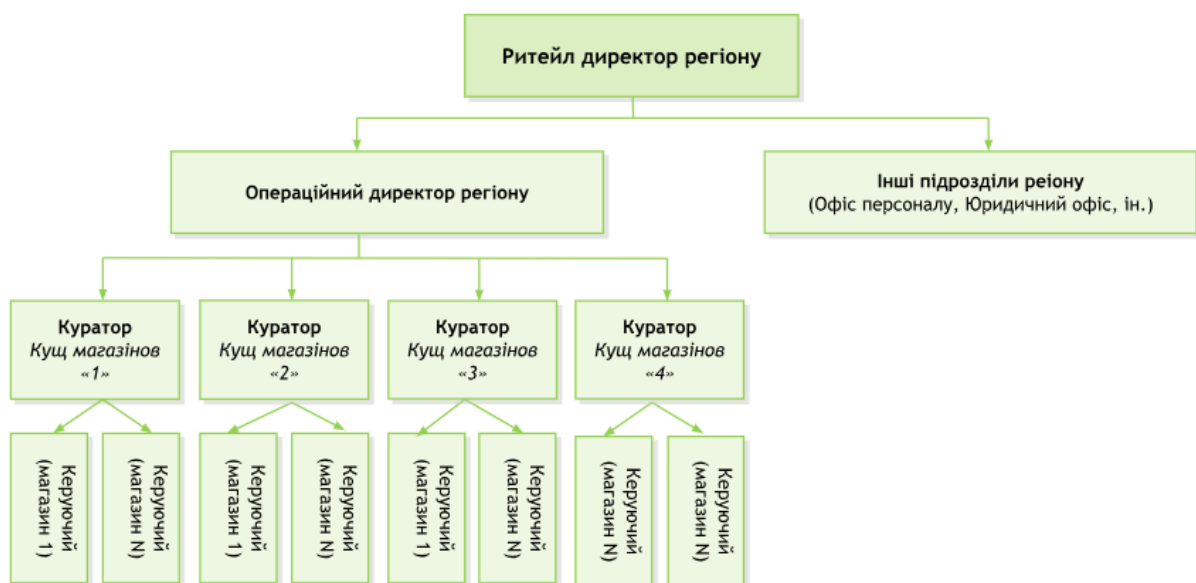 Ритейл директор регіону
Операційний директор регіону
Інші підрозділи реіону
(Офіс персоналу, Юридичний офіс, ін.)
Куратор
Кущ магазінов
«1»
Куратор
Кущ магазінов
«2»
Куратор
Кущ магазінов
«3»
Куратор
Кущ магазінов
«4»
Керуючий
(магазин 1)
Керуючий
(магазин N)
Керуючий
(магазин 1)
Керуючий
(магазин N)
Керуючий
(магазин 1)
Керуючий
(магазин N)
Керуючий
(магазин N)
Керуючий
(магазин N)